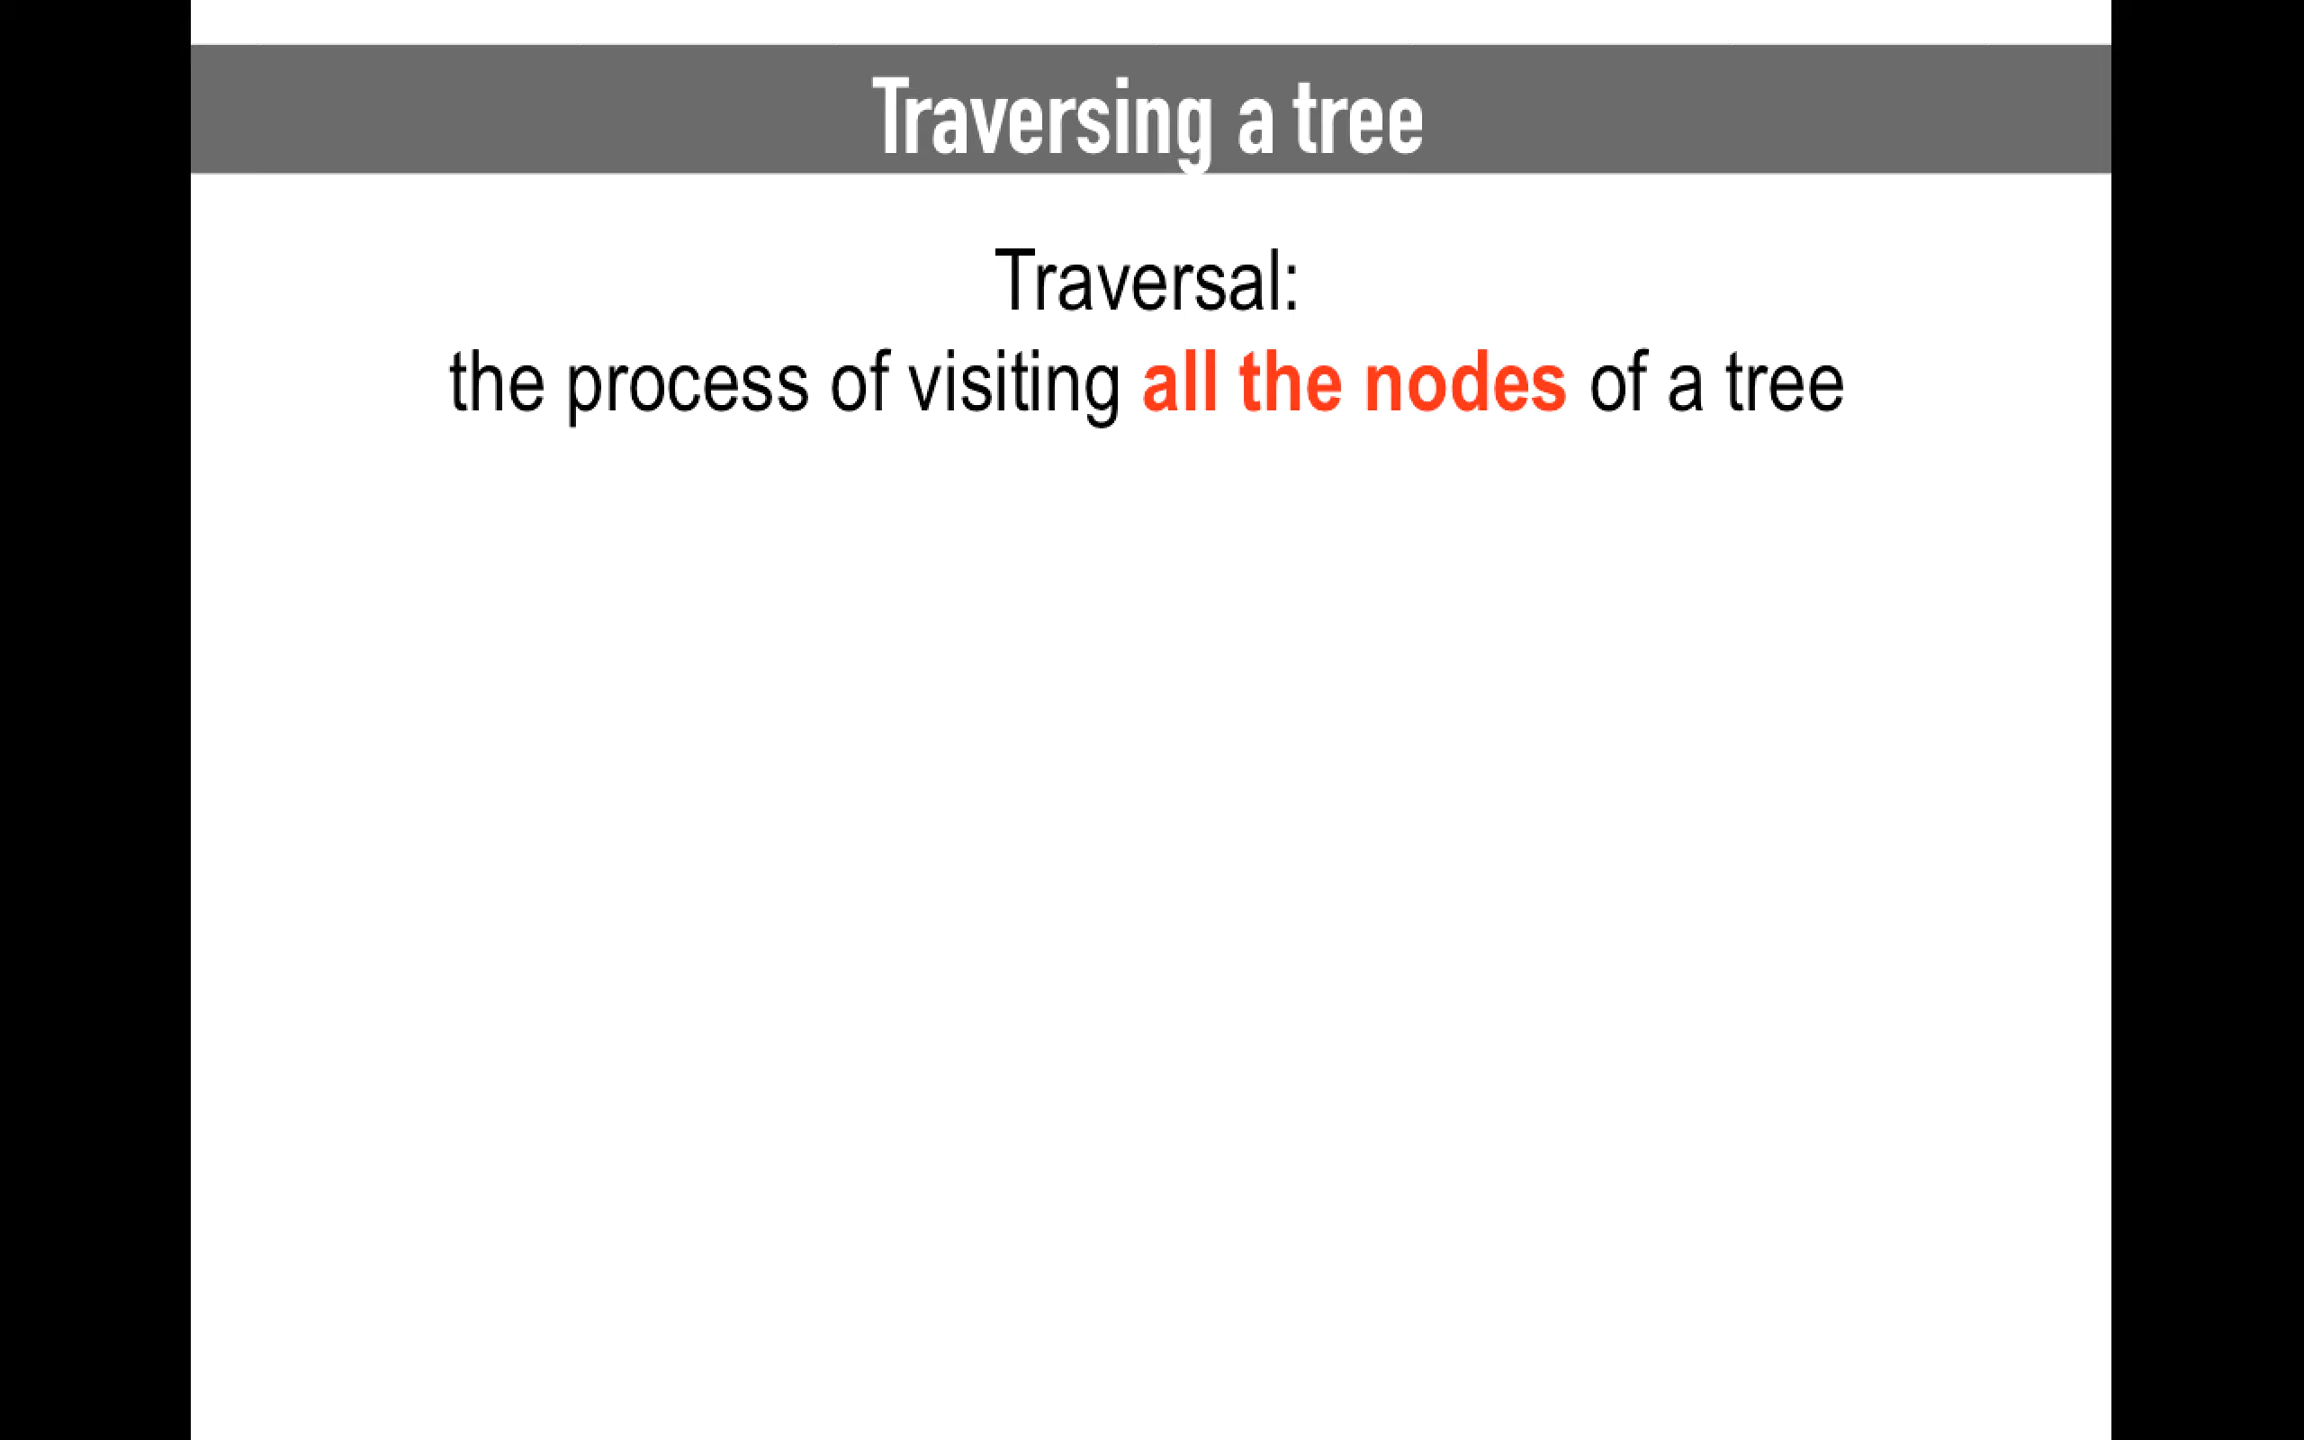 Traversing a tree
Traversal:
the process of visiting all the nodes of a tree